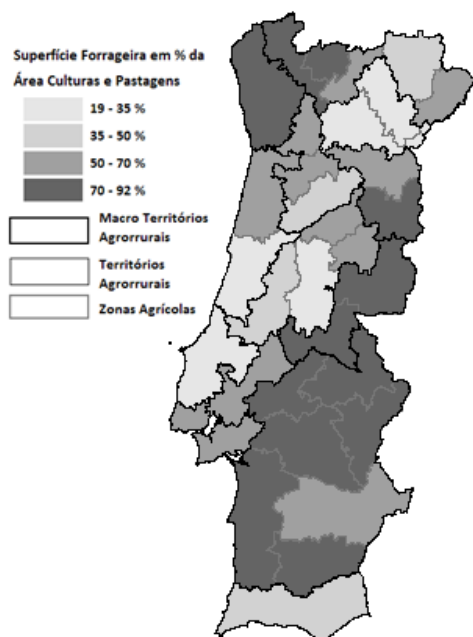 Superfície Forrageira em % da
Área Culturas e Pastagens
19 - 35 %
35 - 50 %
50 - 70 %
70 - 92 %
Macro Territórios
Agrorrurais
Territórios
Agrorrurais
Zonas Agrícolas